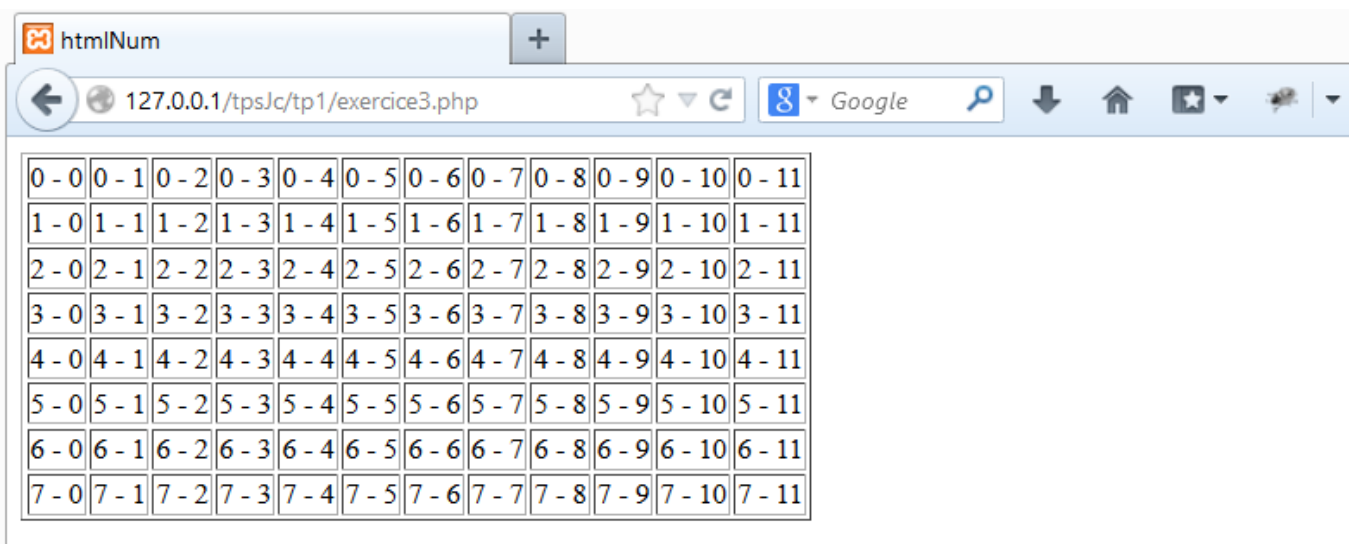 htmlNum
127.0.0.1/tpsJc/tp1/exercice3.php 8 Google
0 - 0 0 - 1 0 - 2 0 - 3 0 - 4 0 - 5 0 - 6 0 - 7 0 - 8 0 - 9 0 - 10 0 - 11
1 - 0 1 - 1 1 - 2 1 - 3 1 - 4 1 - 5 1 - 6 1 - 7 1 - 8 1 - 9 1 - 10 1 - 11
2 - 0 2 - 1 2 - 2 2 - 3 2 - 4 2 - 5 2 - 6 2 - 7 2 - 8 2 - 9 2 - 10 2 - 11
3 - 0 3 - 1 3 - 2 3 - 3 3 - 4 3 - 5 3 - 6 3 - 7 3 - 8 3 - 9 3 - 10 3 - 11
4 - 0 4 - 1 4 - 2 4 - 3 4 - 4 4 - 5 4 - 6 4 - 7 4 - 8 4 - 9 4 - 10 4 - 11
5 - 0 5 - 1 5 - 2 5 - 3 5 - 4 5 - 5 5 - 6 5 - 7 5 - 8 5 - 9 5 - 10 5 - 11
6 - 0 6 - 1 6 - 2 6 - 3 6 - 4 6 - 5 6 - 6 6 - 7 6 - 8 6 - 9 6 - 10 6 - 11
7 - 0 7 - 1 7 - 2 7 - 3 7 - 4 7 - 5 7 - 6 7 - 7 7 - 8 7 - 9 7 - 10 7 - 11